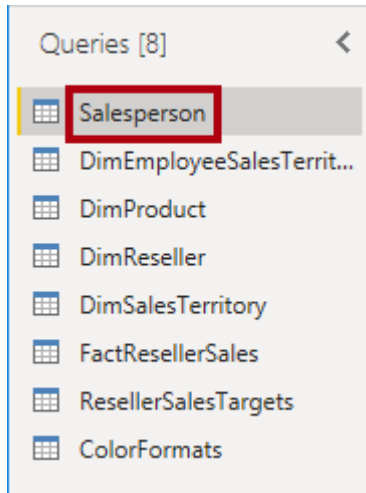 Queries [8]
Salesperson
DimEmployeeSalesTerrit...
DimProduct
DimReseller
DimSalesTerritory
FactResellerSales
ResellerSalesTargets
ColorFormats